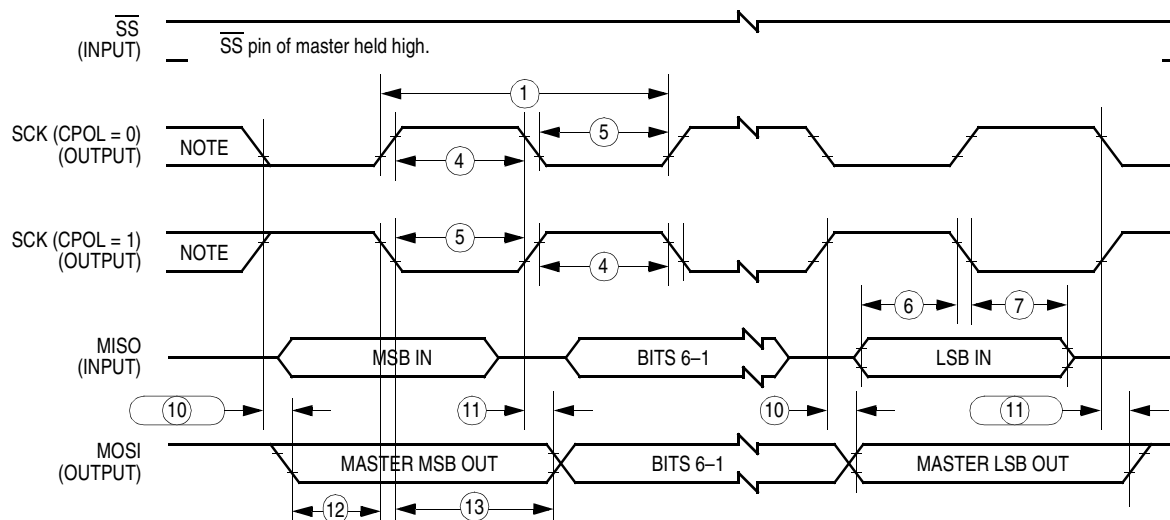 SS
(INPUT)
SS pin of master held high.
1
SCK (CPOL = 0)
(OUTPUT)
NOTE
5
4
SCK (CPOL = 1)
(OUTPUT)
NOTE
5
4
6
7
MISO
(INPUT)
MSB IN
BITS 6–1
LSB IN
10
11
10
11
MOSI
(OUTPUT)
MASTER MSB OUT
BITS 6–1
MASTER LSB OUT
12
13